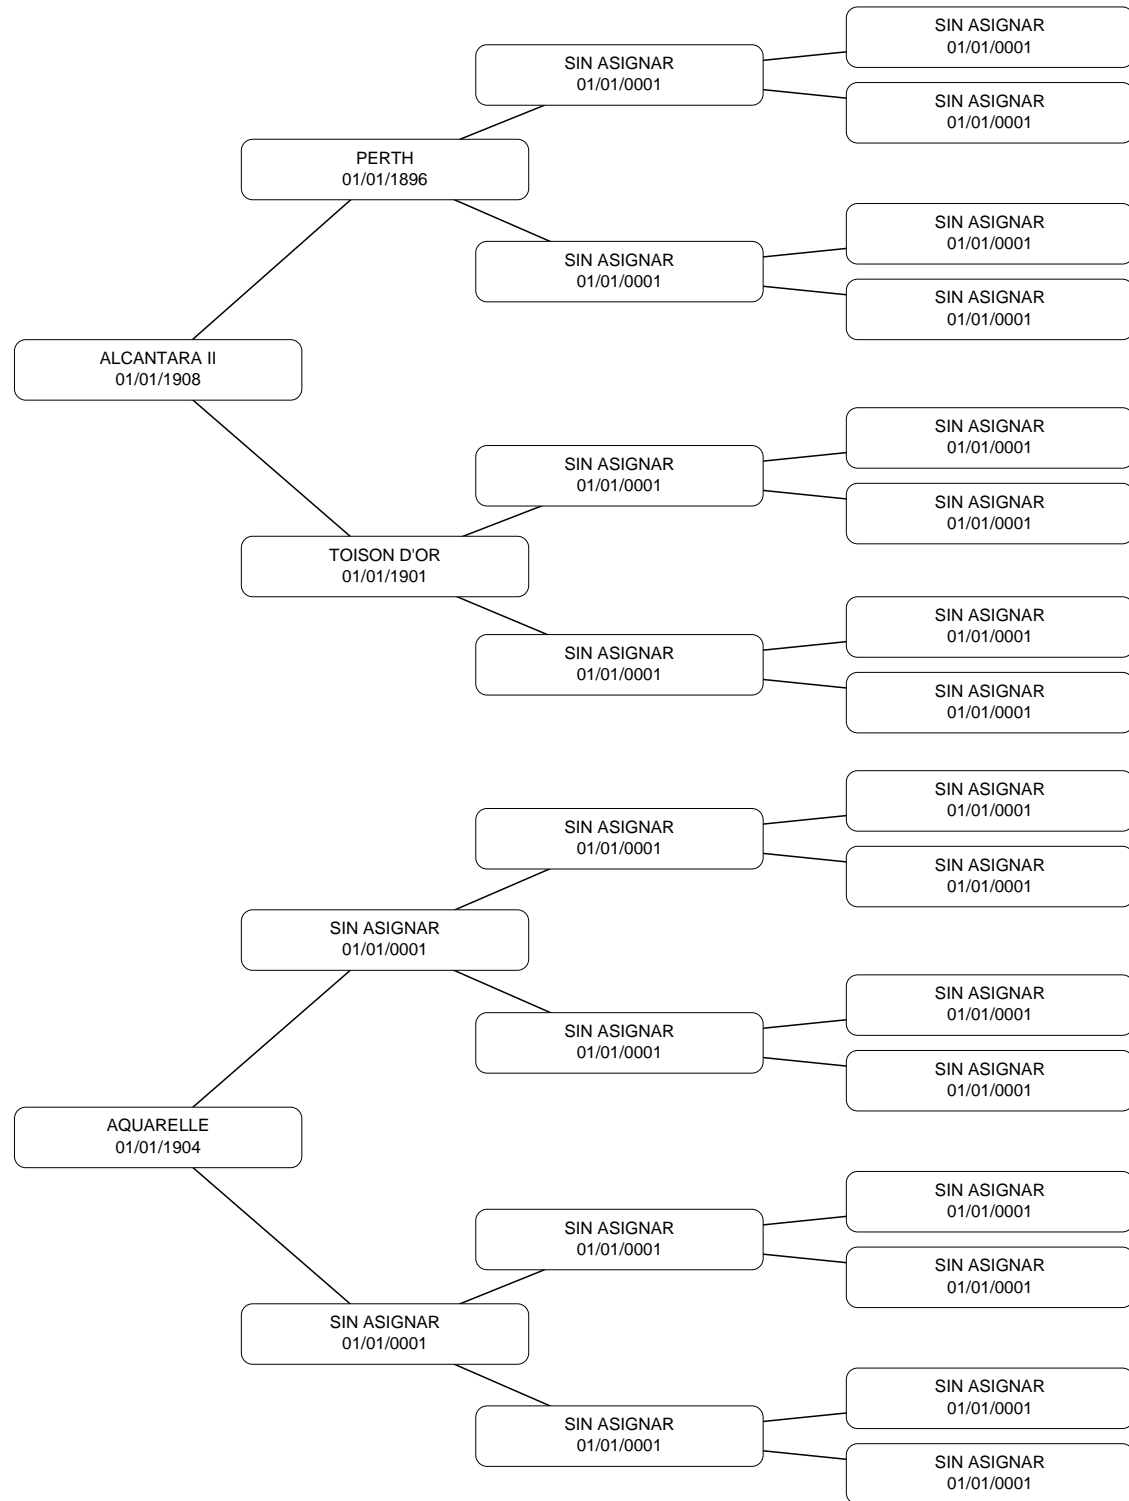 SIN ASIGNAR
01/01/0001
SIN ASIGNAR
01/01/0001
SIN ASIGNAR
01/01/0001
PERTH
01/01/1896
SIN ASIGNAR
01/01/0001
SIN ASIGNAR
01/01/0001
SIN ASIGNAR
01/01/0001
ALCANTARA II
01/01/1908
SIN ASIGNAR
01/01/0001
SIN ASIGNAR
01/01/0001
SIN ASIGNAR
01/01/0001
TOISON D'OR
01/01/1901
SIN ASIGNAR
01/01/0001
SIN ASIGNAR
01/01/0001
SIN ASIGNAR
01/01/0001
SIN ASIGNAR
01/01/0001
SIN ASIGNAR
01/01/0001
SIN ASIGNAR
01/01/0001
SIN ASIGNAR
01/01/0001
SIN ASIGNAR
01/01/0001
SIN ASIGNAR
01/01/0001
SIN ASIGNAR
01/01/0001
AQUARELLE
01/01/1904
SIN ASIGNAR
01/01/0001
SIN ASIGNAR
01/01/0001
SIN ASIGNAR
01/01/0001
SIN ASIGNAR
01/01/0001
SIN ASIGNAR
01/01/0001
SIN ASIGNAR
01/01/0001
SIN ASIGNAR
01/01/0001